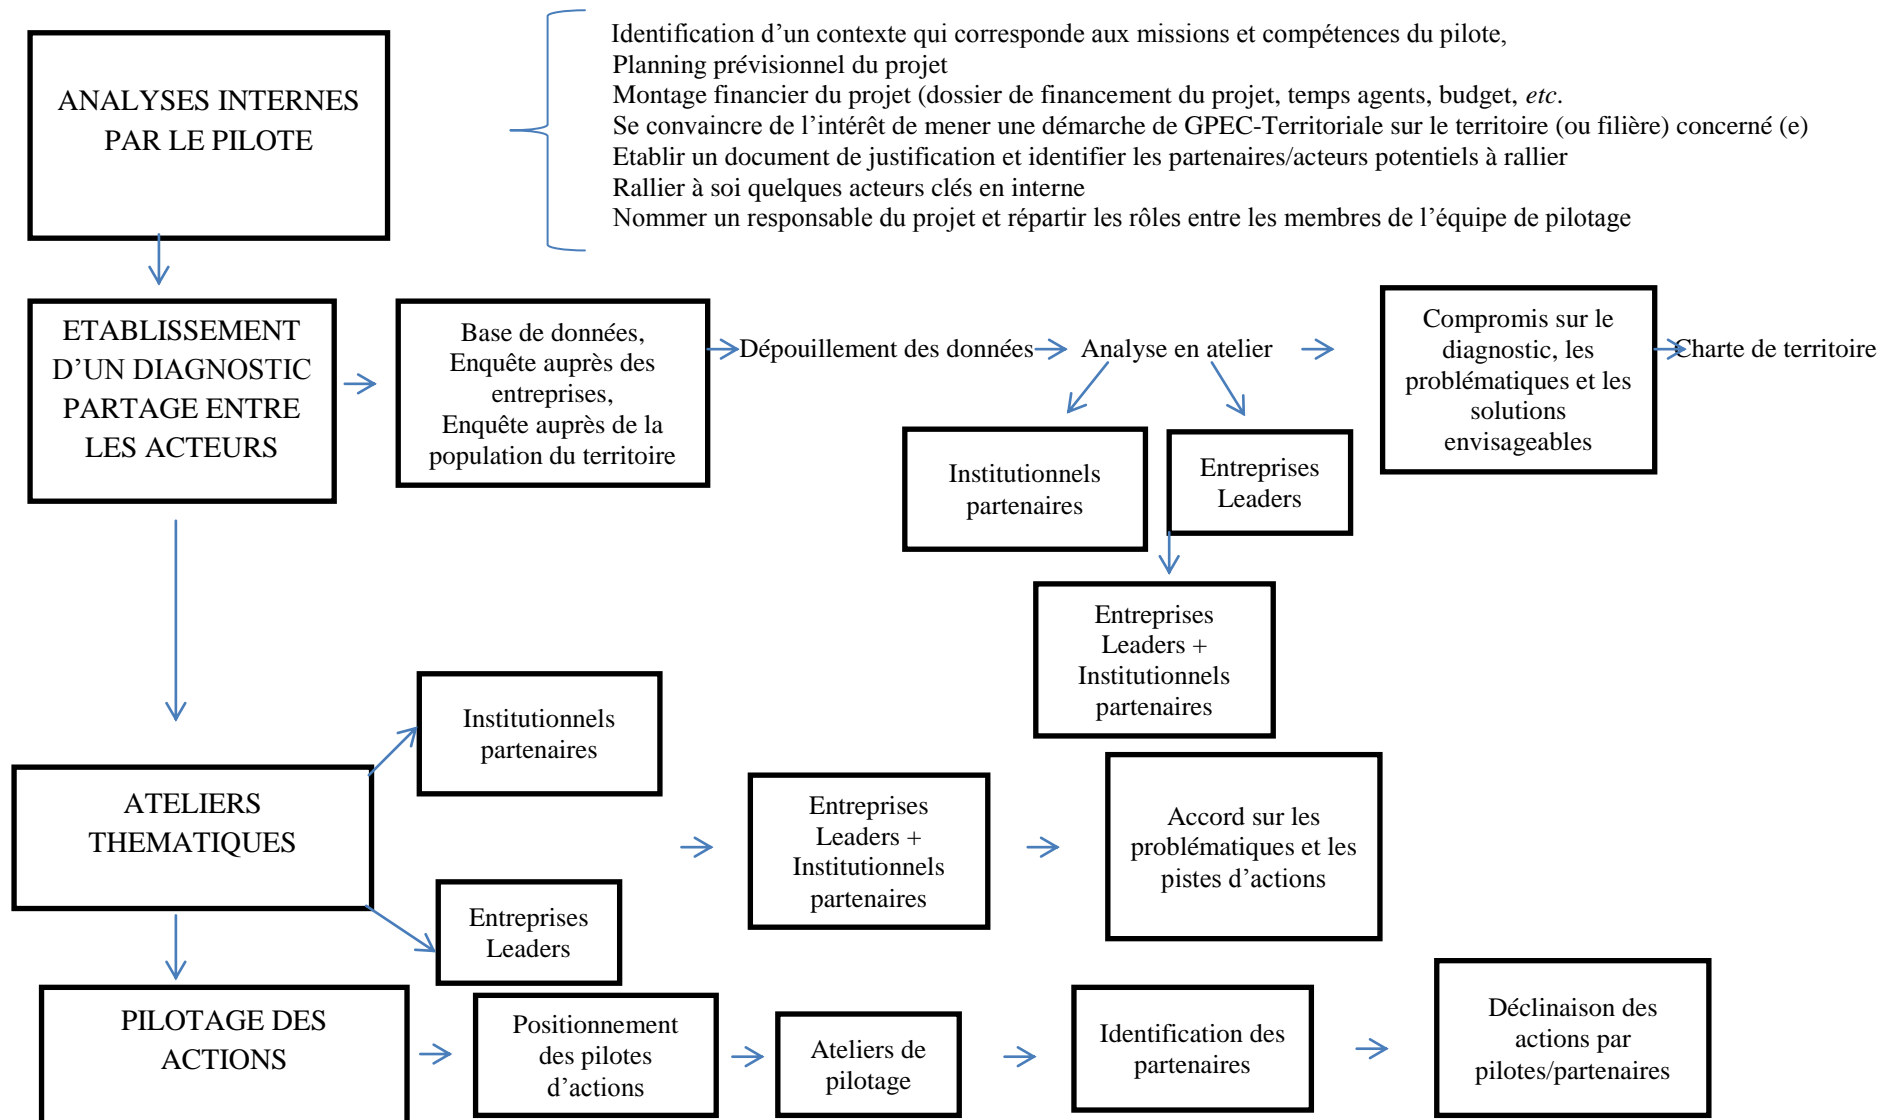 ANALYSES INTERNES
PAR LE PILOTE
Identification d’un contexte qui corresponde aux missions et compétences du pilote,
Planning prévisionnel du projet
Montage financier du projet (dossier de financement du projet, temps agents, budget, etc.
Se convaincre de l’intérêt de mener une démarche de GPEC-Territoriale sur le territoire (ou filière) concerné (e)
Etablir un document de justification et identifier les partenaires/acteurs potentiels à rallier
Rallier à soi quelques acteurs clés en interne
Nommer un responsable du projet et répartir les rôles entre les membres de l’équipe de pilotage
ETABLISSEMENT
D’UN DIAGNOSTIC
PARTAGE ENTRE
LES ACTEURS
Base de données,
Enquête auprès des
entreprises,
Enquête auprès de la
population du territoire
Dépouillement des données
Analyse en atelier
Institutionnels
partenaires
Entreprises
Leaders
Entreprises
Leaders +
Institutionnels
partenaires
Compromis sur le
diagnostic, les
problématiques et les
solutions
envisageables
Charte de territoire
ATELIERS
THEMATIQUES
Institutionnels
partenaires
Entreprises
Leaders
Entreprises
Leaders +
Institutionnels
partenaires
Accord sur les
problématiques et les
pistes d’actions
PILOTAGE DES
ACTIONS
Positionnement
des pilotes
d’actions
Ateliers de
pilotage
Identification des
partenaires
Déclinaison des
actions par
pilotes/partenaires